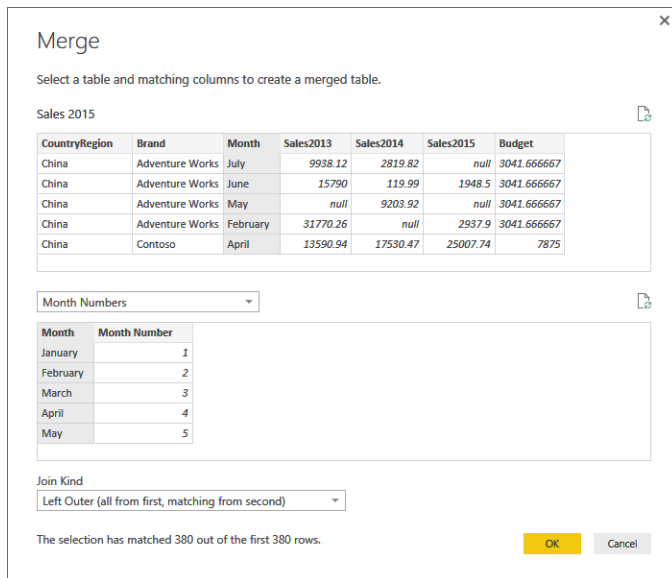 Merge
Select a table and matching columns to create a merged table.
Sales 2015
CountryRegion Brand Month Sales2013 Sales2014 Sales2015 Budget
China Adventure Works July 9938.12 2819.82 null 3041.666667
China Adventure Works June 15790 119.99 1948.5 3041.666667
China Adventure Works May null 9203.92 null 3041.666667
China Adventure Works February 31770.26 null 2937.9 3041.666667
China Contoso April 13590.94 17530.47 25007.74 7875
Month Numbers
Month Month Number
January 1
February 2
March 3
April 4
May 5
Join Kind
Left Outer (all from first, matching from second)
The selection has matched 380 out of the first 380 rows.
OK Cancel